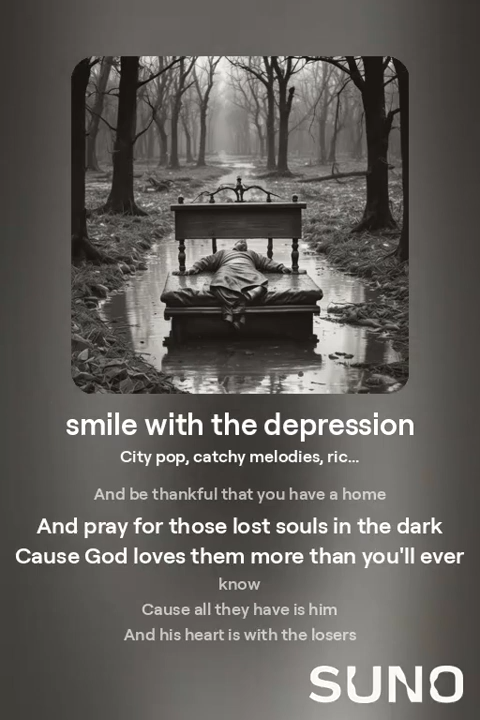 smile with the depression
City pop, catchy melodies, ric...
And be thankful that you have a home
And pray for those lost souls in the dark
Cause God loves them more than you'll ever
know
Cause all they have is him
And his heart is with the losers
SUNO